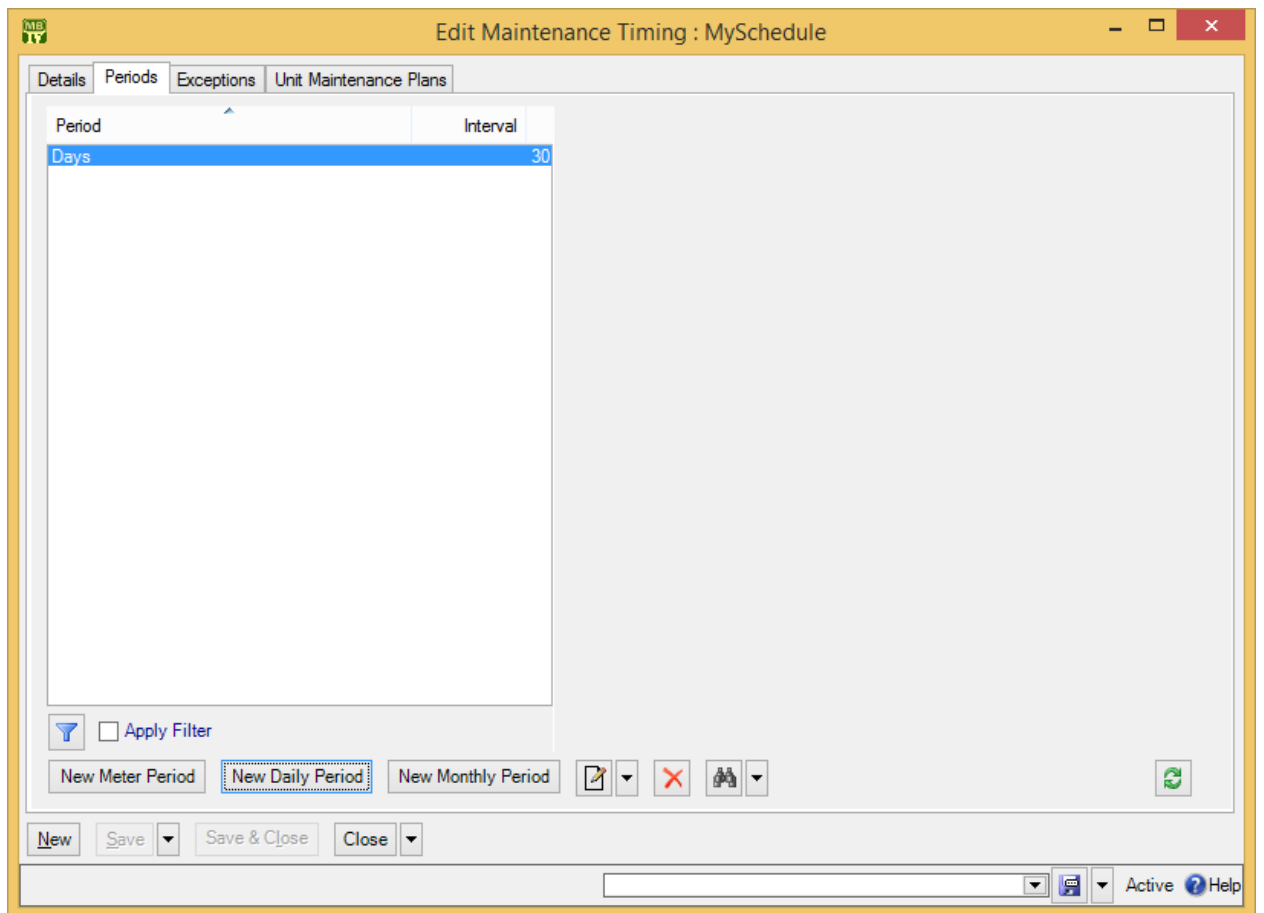 MB
Edit Maintenance Timing : MySchedule
Details Periods Exceptions Unit Maintenance Plans
Period Interval
Days 30
Apply Filter
New Meter Period New Daily Period New Monthly Period
New Save Save & Close Close
Active Help